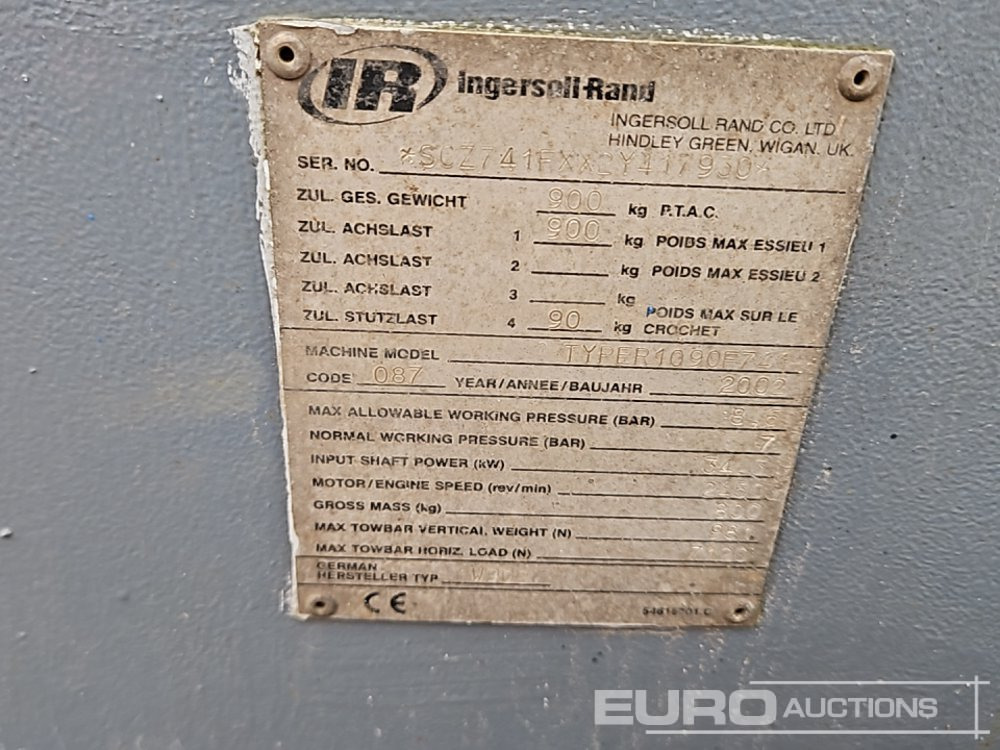 IR Ingersoll-Rand
INGERSOLL RAND CO. LTD
HINDLEY GREEN, WIGAN, UK.
SER. NO.
ZUL. GES. GEWICHT 900 kg P.T.A.C.
ZUL. ACHSLAST 1 900 kg POIDS MAX ESSIEU 1
ZUL. ACHSLAST 2 kg POIDS MAX ESSIEU 2
ZUL. ACHSLAST 3 kg
ZUL. STUTZLAST 4 90 kg POIDS MAX SUR LE CROCHET
MACHINE MODEL
CODE 087 YEAR/ANNEE/BAUJAHR 2002
MAX ALLOWABLE WORKING PRESSURE (BAR)
NORMAL WORKING PRESSURE (BAR) 7
INPUT SHAFT POWER (kW)
MOTOR/ENGINE SPEED (rev/min)
GROSS MASS (kg)
MAX TOWBAR VERTICAL WEIGHT (N)
MAX TOWBAR HORIZ. LOAD (N)
GERMAN
HERSTELLER TYP
CE
EURO AUCTIONS